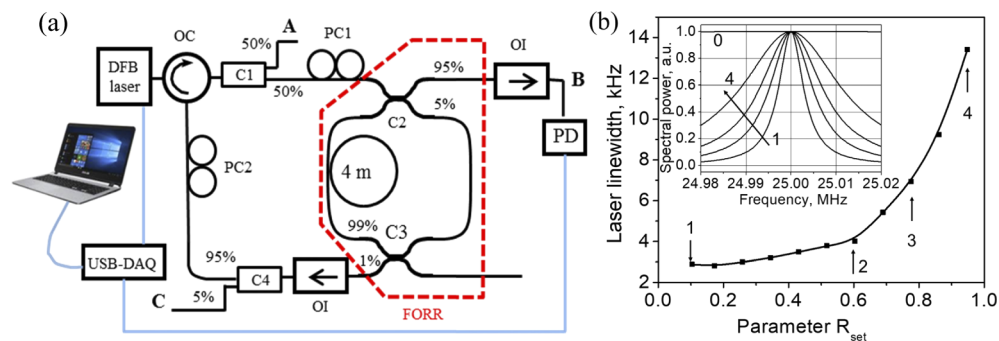 (a)
OC
50%
A
PC1
DFB
laser
C1
50%
95%
OI
B
C2
5%
PD
PC2
4 m
99%
C3
1%
USB-DAQ
95%
C4
C
5%
OI
FORR
(b)
Laser linewidth, kHz
14
12
10
8
6
4
2
0.0
0.2
0.4
0.6
0.8
1.0
Parameter Rset
1
2
3
4
Spectral power, a.u.
1.0
0.8
0.6
0.4
0.2
0.0
0
4
1
24.98
24.99
25.00
25.01
25.02
Frequency, MHz